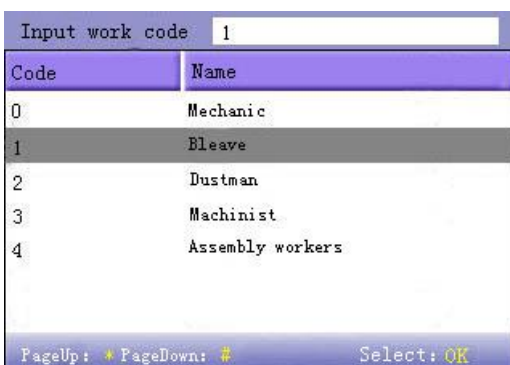 Input work code 1
Code Name
0 Mechanic
1 Bleave
2 Dustman
3 Machinist
4 Assembly workers
PageUp: * PageDown: # Select: OK